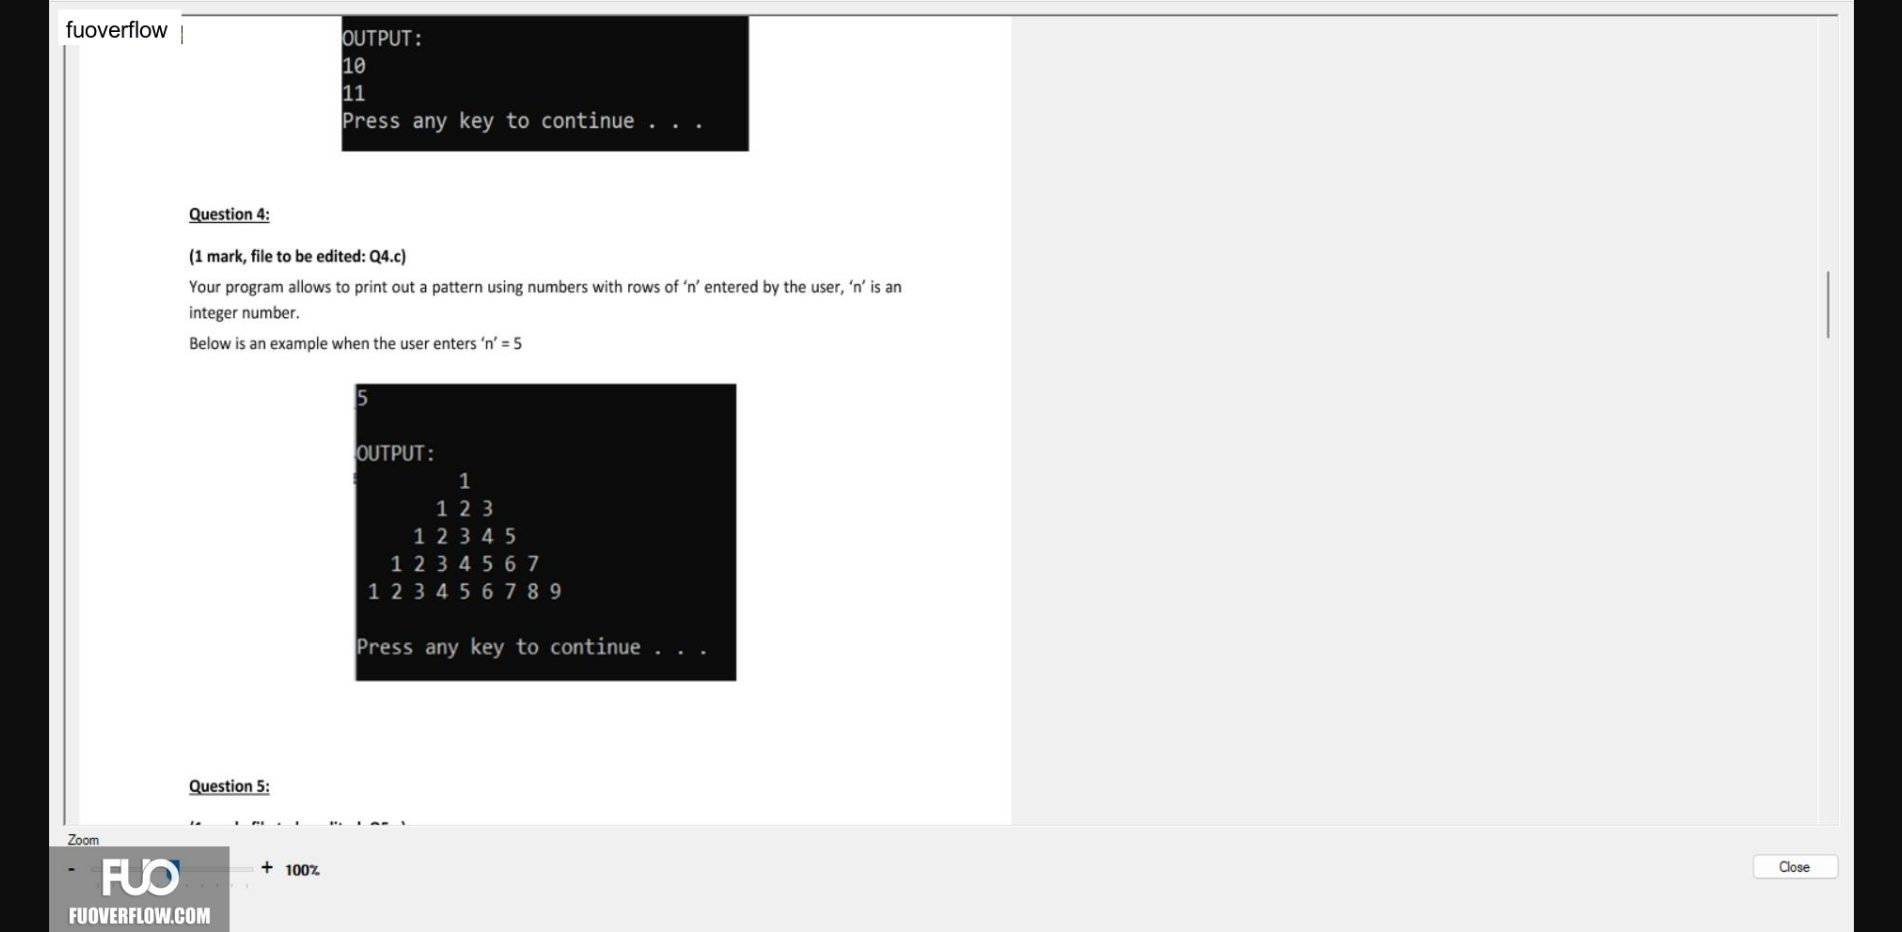 fuoverflow
OUTPUT:
10
11
Press any key to continue . . .
Question 4:
(1 mark, file to be edited: Q4.c)
Your program allows to print out a pattern using numbers with rows of ‘n’ entered by the user, ‘n’ is an
integer number.
Below is an example when the user enters ‘n’ = 5
5
OUTPUT:
1
1 2 3
1 2 3 4 5
1 2 3 4 5 6 7
1 2 3 4 5 6 7 8 9
Press any key to continue . . .
Question 5:
Zoom
- + 100%
Close
FUO
FUOVERFLOW.COM